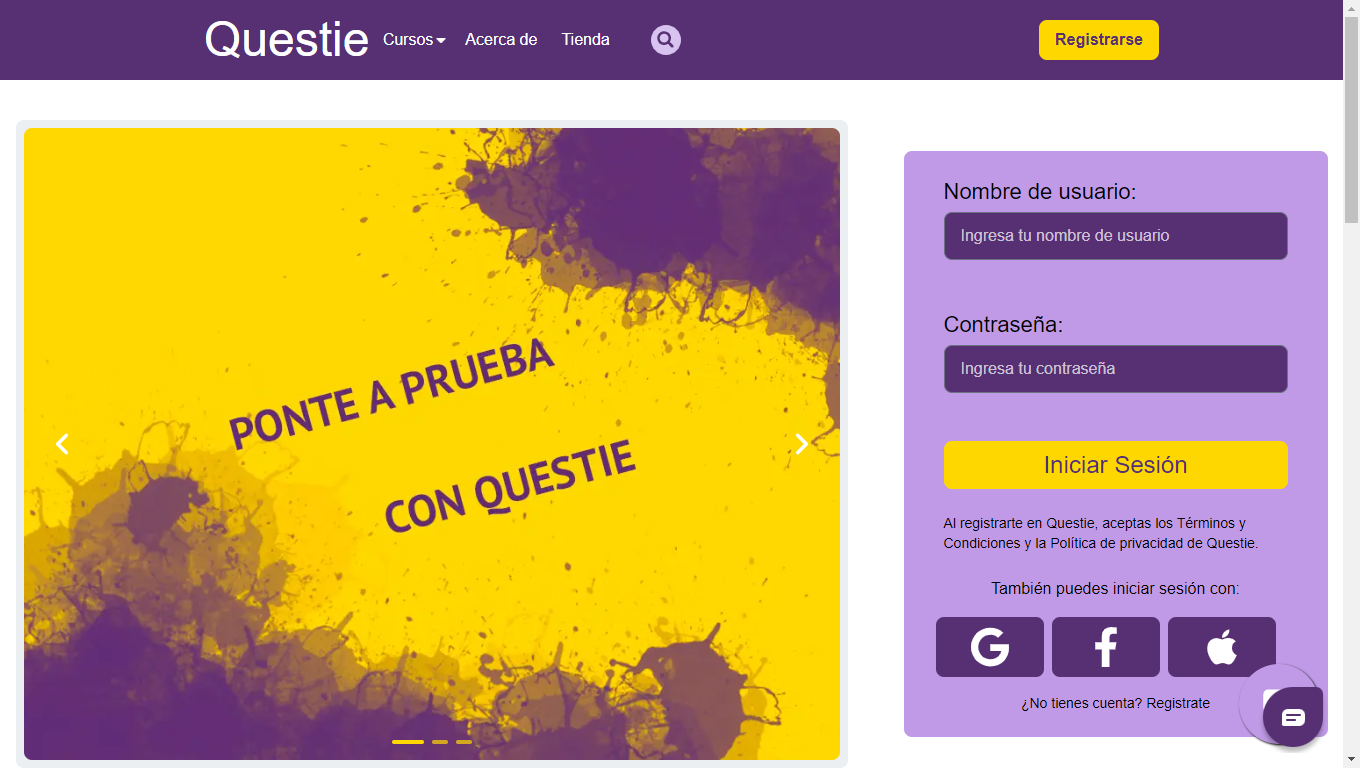 Questie
Cursos
Acerca de
Tienda
Registrarse
PONTE A PRUEBA
CON QUESTIE
Nombre de usuario:
Ingresa tu nombre de usuario
Contraseña:
Ingresa tu contraseña
Iniciar Sesión
Al registrarte en Questie, aceptas los Términos y
Condiciones y la Política de privacidad de Questie.
También puedes iniciar sesión con:
¿No tienes cuenta? Registrate